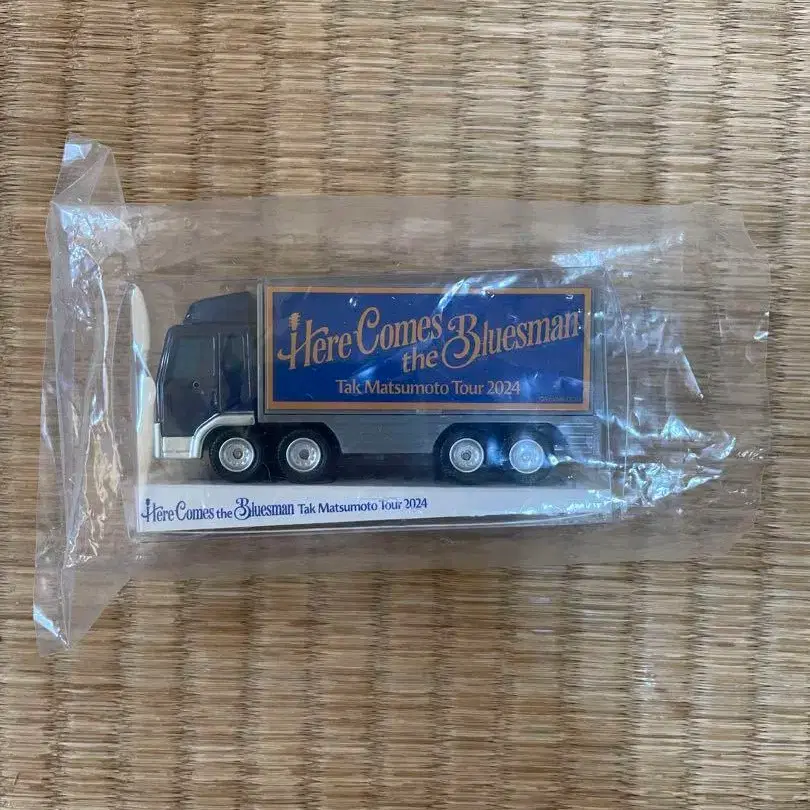 Here Comes
the Bluesman
Tak Matsumoto Tour 2024
Here Comes the Bluesman Tak Matsumoto Tour 2024